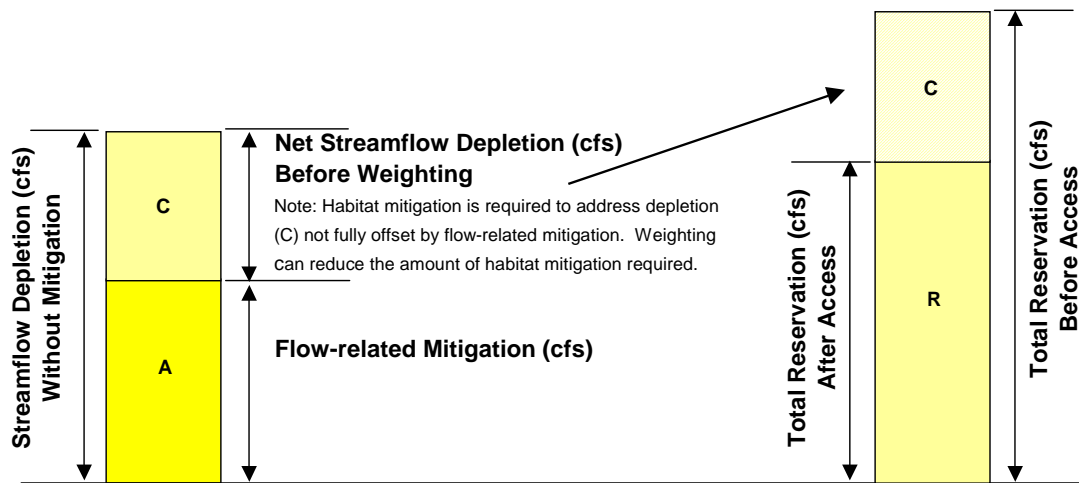 Streamflow Depletion (cfs)
Without Mitigation
C
A
Net Streamflow Depletion (cfs)
Before Weighting
Note: Habitat mitigation is required to address depletion
(C) not fully offset by flow-related mitigation. Weighting
can reduce the amount of habitat mitigation required.
Flow-related Mitigation (cfs)
Total Reservation (cfs)
After Access
C
R
Total Reservation (cfs)
Before Access